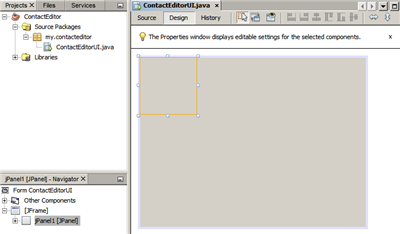 Projects X Files Services
ContactEditor
Source Packages
my.contacteditor
ContactEditorUI.java
Libraries
jPanel1 [JPanel] - Navigator X
Form ContactEditorUI
Other Components
[JFrame]
jPanel1 [JPanel]
ContactEditorUI.java X
Source Design History
The Properties window displays editable settings for the selected components. x